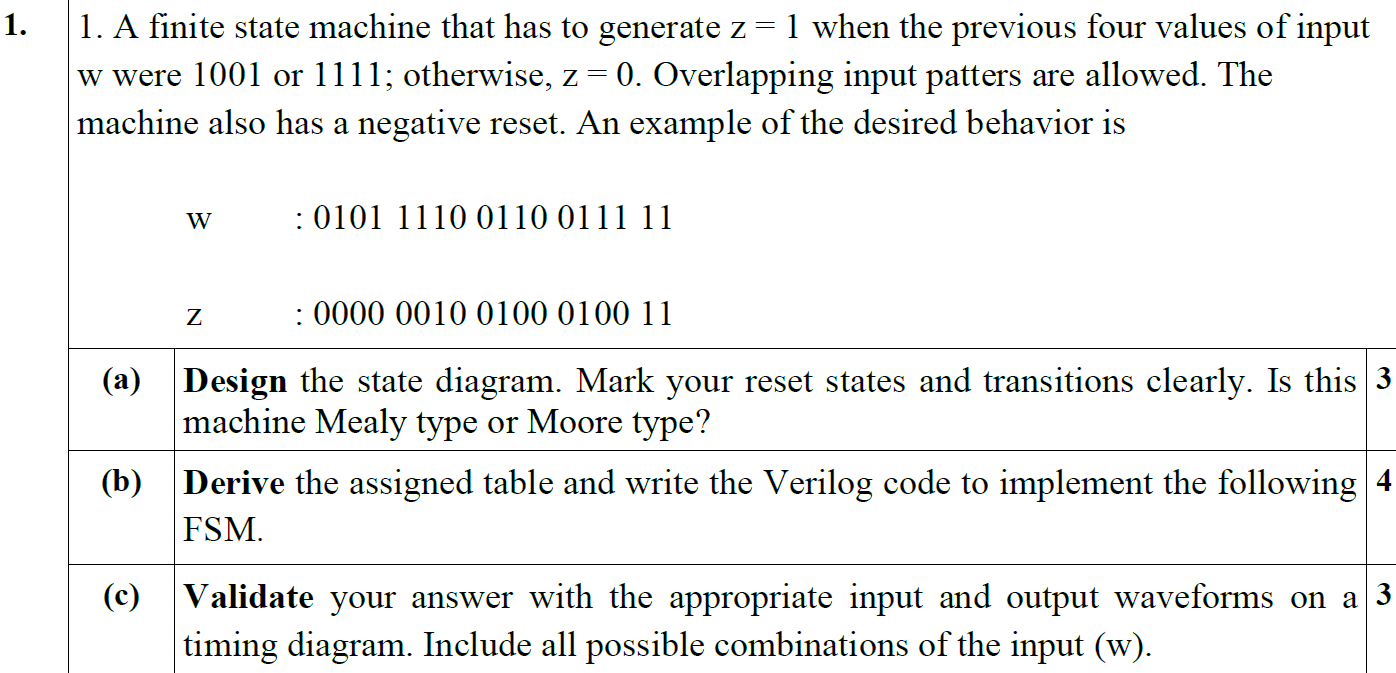 1. 1. A finite state machine that has to generate z = 1 when the previous four values of input
w were 1001 or 1111; otherwise, z = 0. Overlapping input patters are allowed. The
machine also has a negative reset. An example of the desired behavior is
w : 0101 1110 0110 0111 11
z : 0000 0010 0100 0100 11
(a) Design the state diagram. Mark your reset states and transitions clearly. Is this 3
machine Mealy type or Moore type?
(b) Derive the assigned table and write the Verilog code to implement the following 4
FSM.
(c) Validate your answer with the appropriate input and output waveforms on a 3
timing diagram. Include all possible combinations of the input (w).